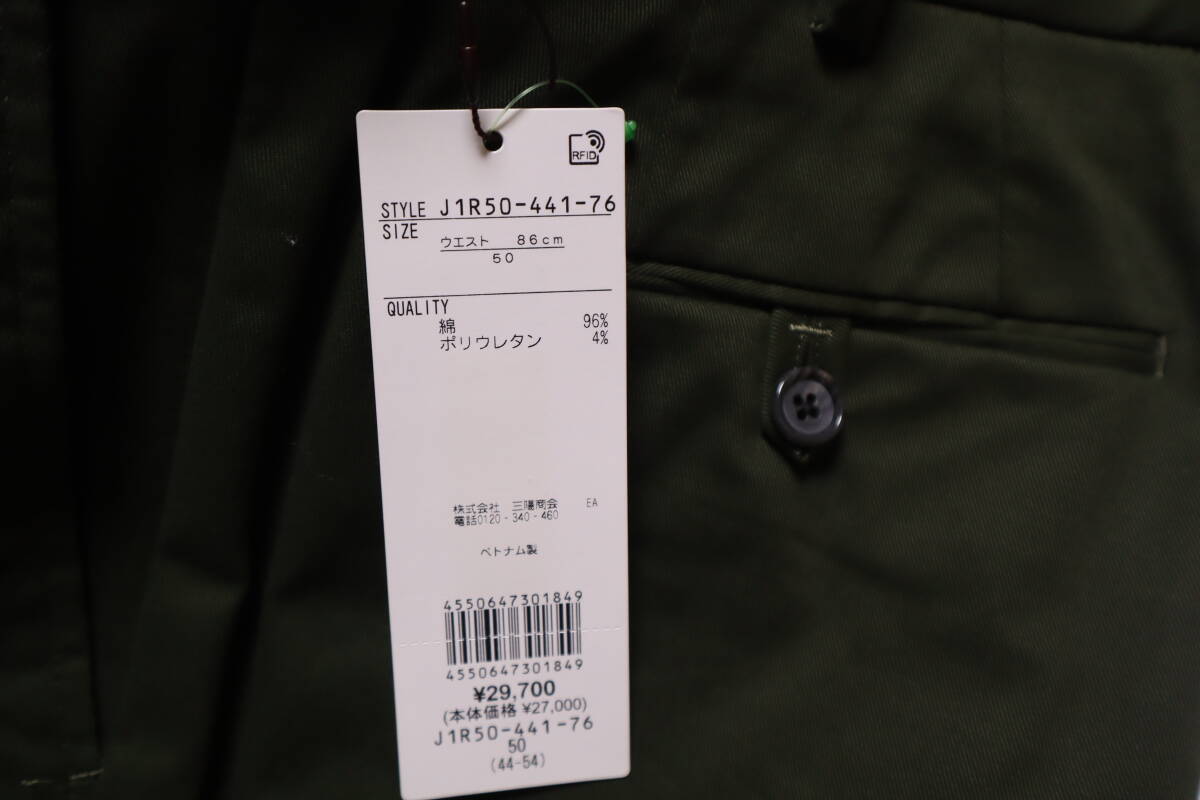 RFID
STYLE J1R50-441-76
SIZE
ウエスト 86cm
50
QUALITY
綿 96%
ポリウレタン 4%
株式会社 三陽商会 EA
電話0120-340-460
ベトナム製
4550647301849
4550647301849
¥29,700
(本体価格 ¥27,000)
J1R50-441-76
50
(44-54)